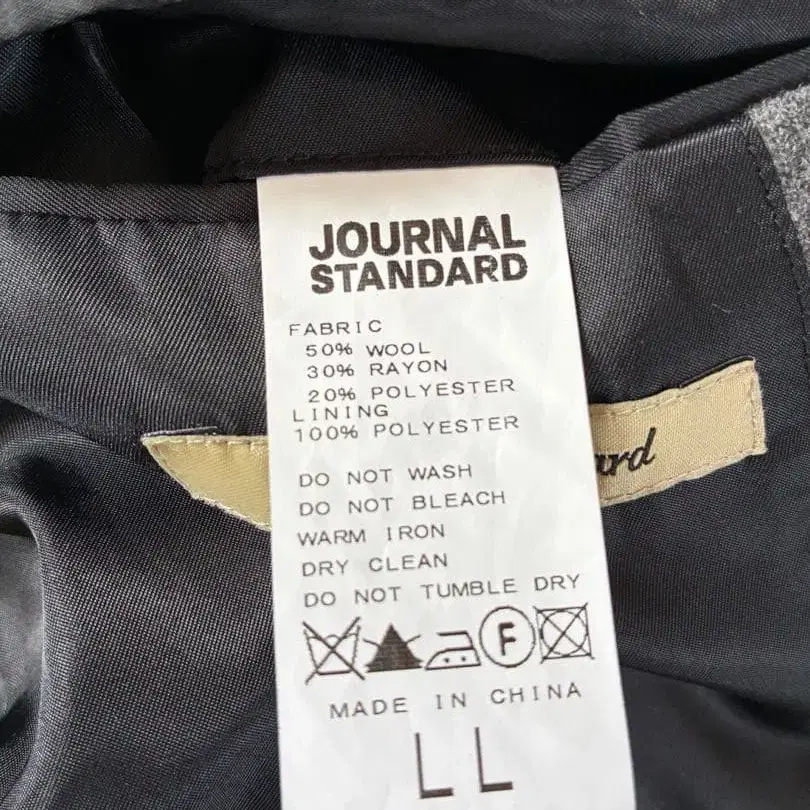 JOURNAL
STANDARD
FABRIC
50% WOOL
30% RAYON
20% POLYESTER
LINING
100% POLYESTER
DO NOT WASH
DO NOT BLEACH
WARM IRON
DRY CLEAN
DO NOT TUMBLE DRY
F
MADE IN CHINA
LL